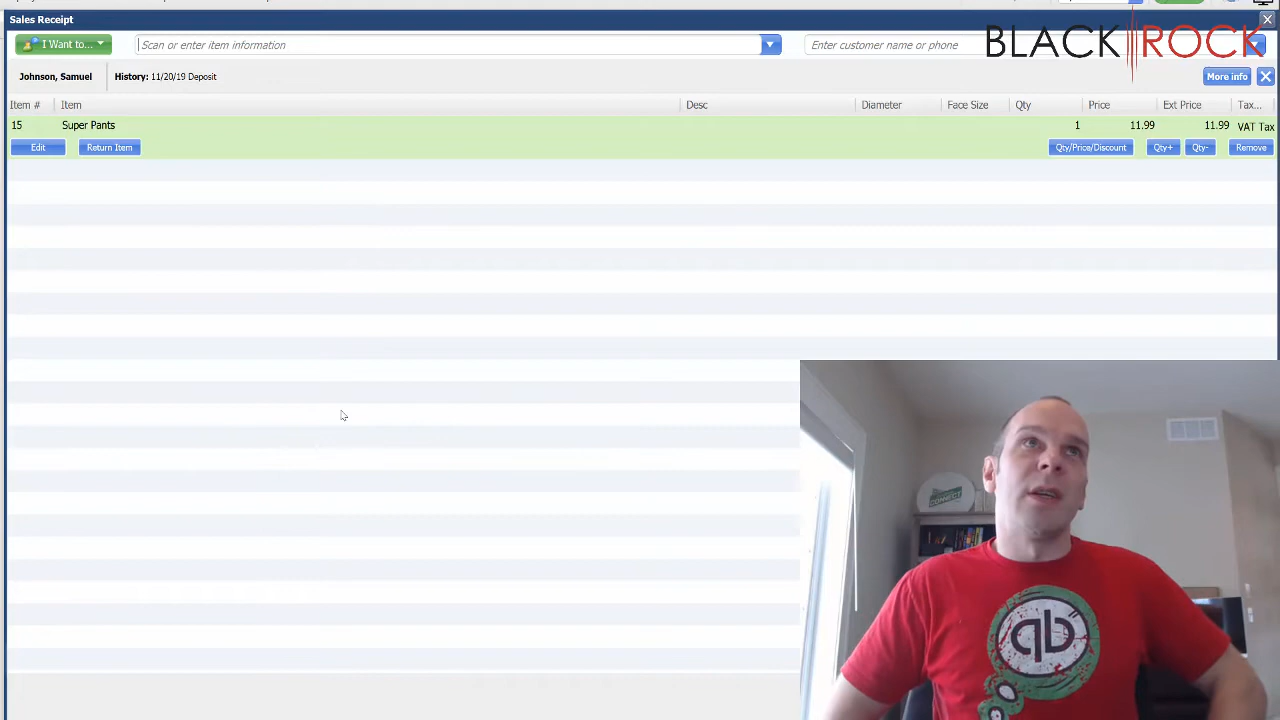 Sales Receipt
I Want to... Scan or enter item information Enter customer name or phone
BLACK ROCK
Johnson, Samuel History: 11/20/19 Deposit More info
Item # Item Desc Diameter Face Size Qty Price Ext Price Tax...
15 Super Pants 1 11.99 11.99 VAT Tax
Edit Return Item Qty/Price/Discount Qty+ Qty- Remove
CONNECT
qb